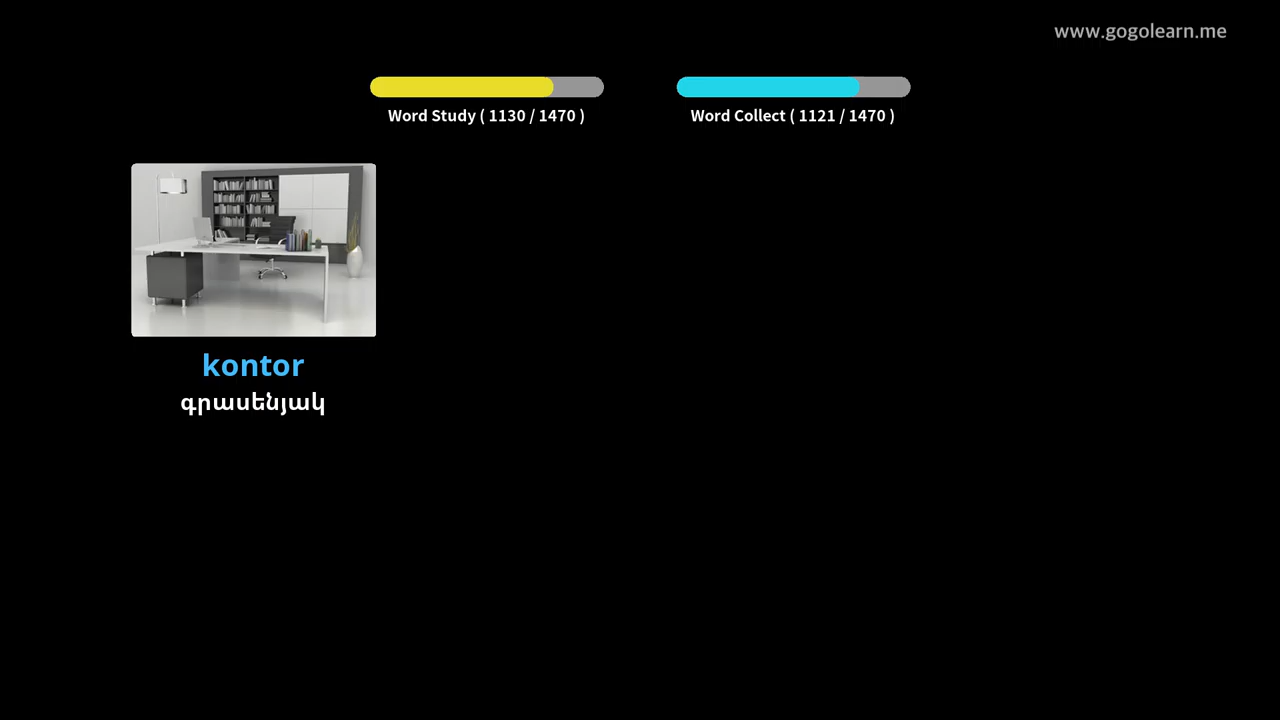 www.gogolearn.me
Word Study ( 1130 / 1470 )
Word Collect ( 1121 / 1470 )
kontor
գրասենյակ